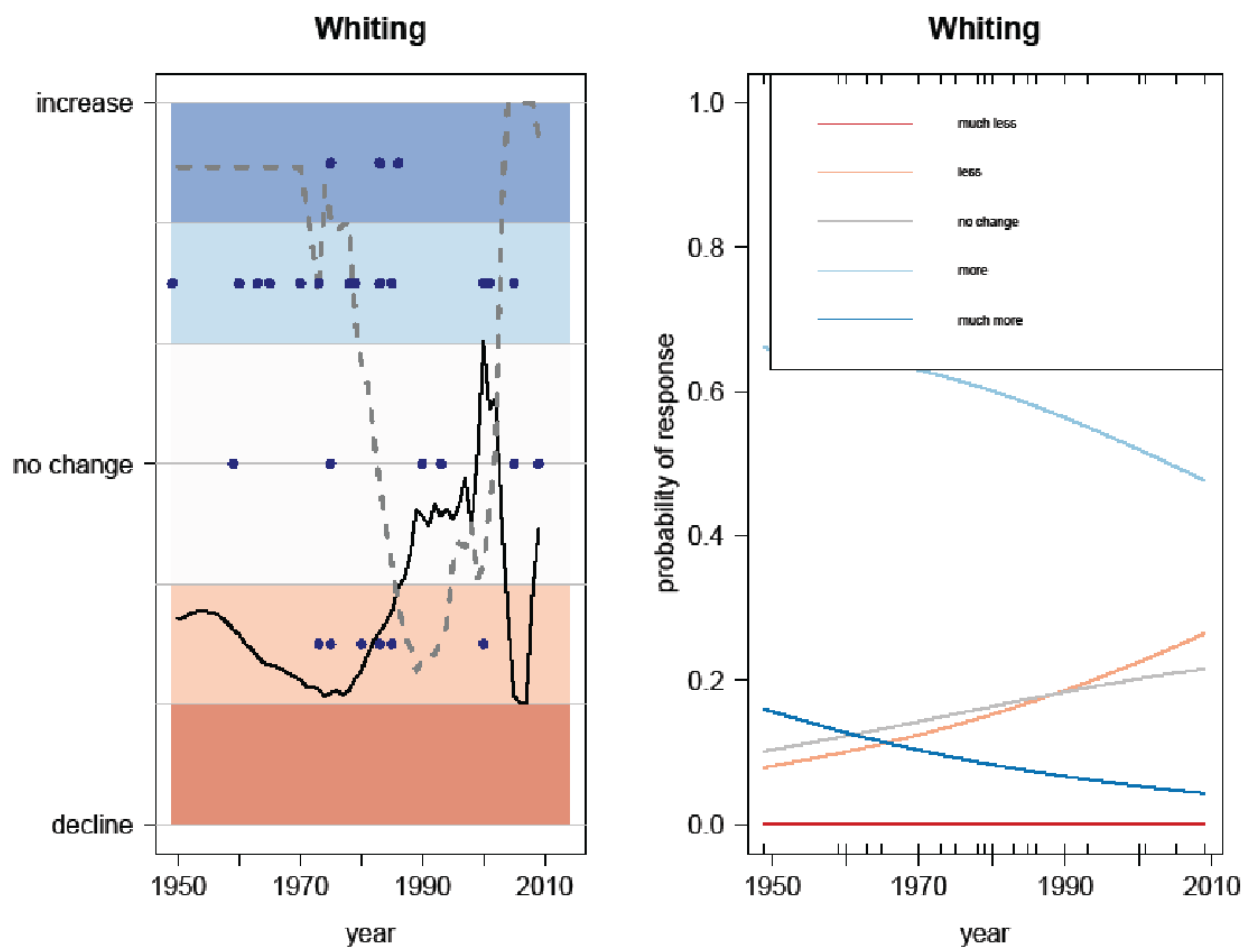 Whiting
increase
no change
decline
1950 1970 1990 2010
year
Whiting
probability of response
1.0
0.8
0.6
0.4
0.2
0.0
much less
less
no change
more
much more
1950 1970 1990 2010
year